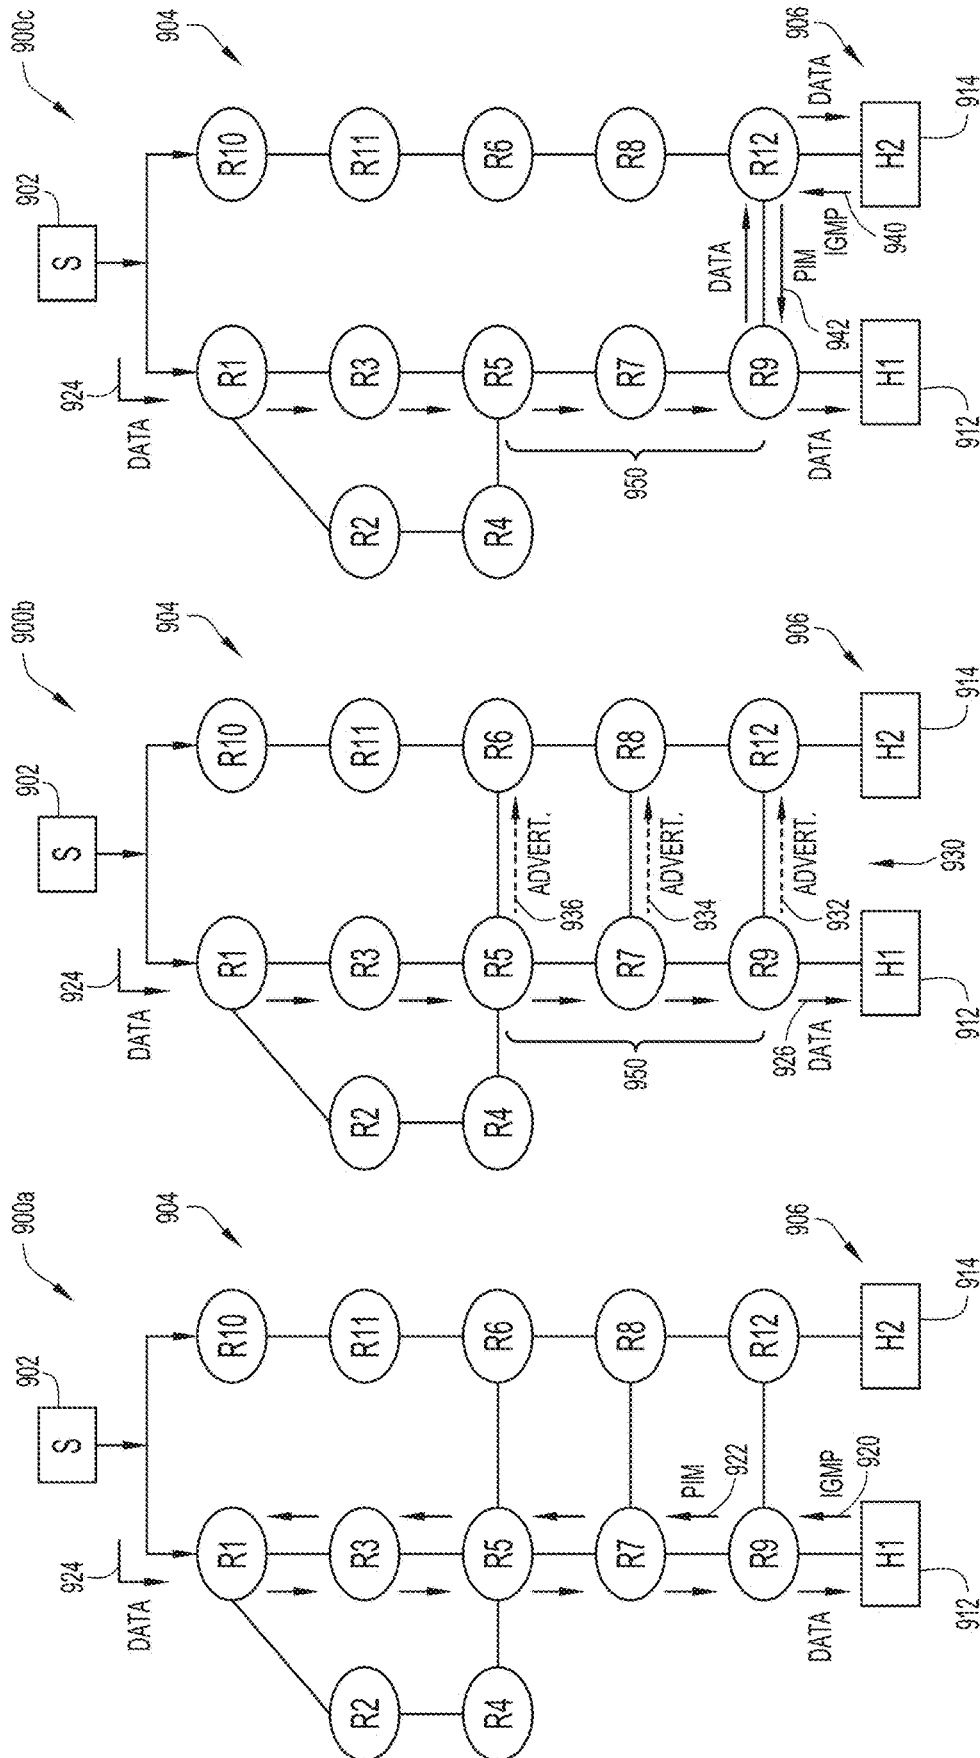 900a
902
S
904
924
DATA
R1
R10
R2
R3
R11
R4
R5
R6
R7
R8
PIM
922
R9
R12
IGMP
920
DATA
906
H1
H2
912
914
900b
902
S
904
924
DATA
R1
R10
R2
R3
R11
R4
R5
R6
ADVERT.
936
950
R7
R8
ADVERT.
934
R9
R12
ADVERT.
932
926
DATA
906
H1
H2
912
930
914
900c
902
S
904
924
DATA
R1
R10
R2
R3
R11
R4
R5
R6
950
R7
R8
DATA
R9
R12
PIM
942
IGMP
940
DATA
DATA
906
H1
H2
912
914